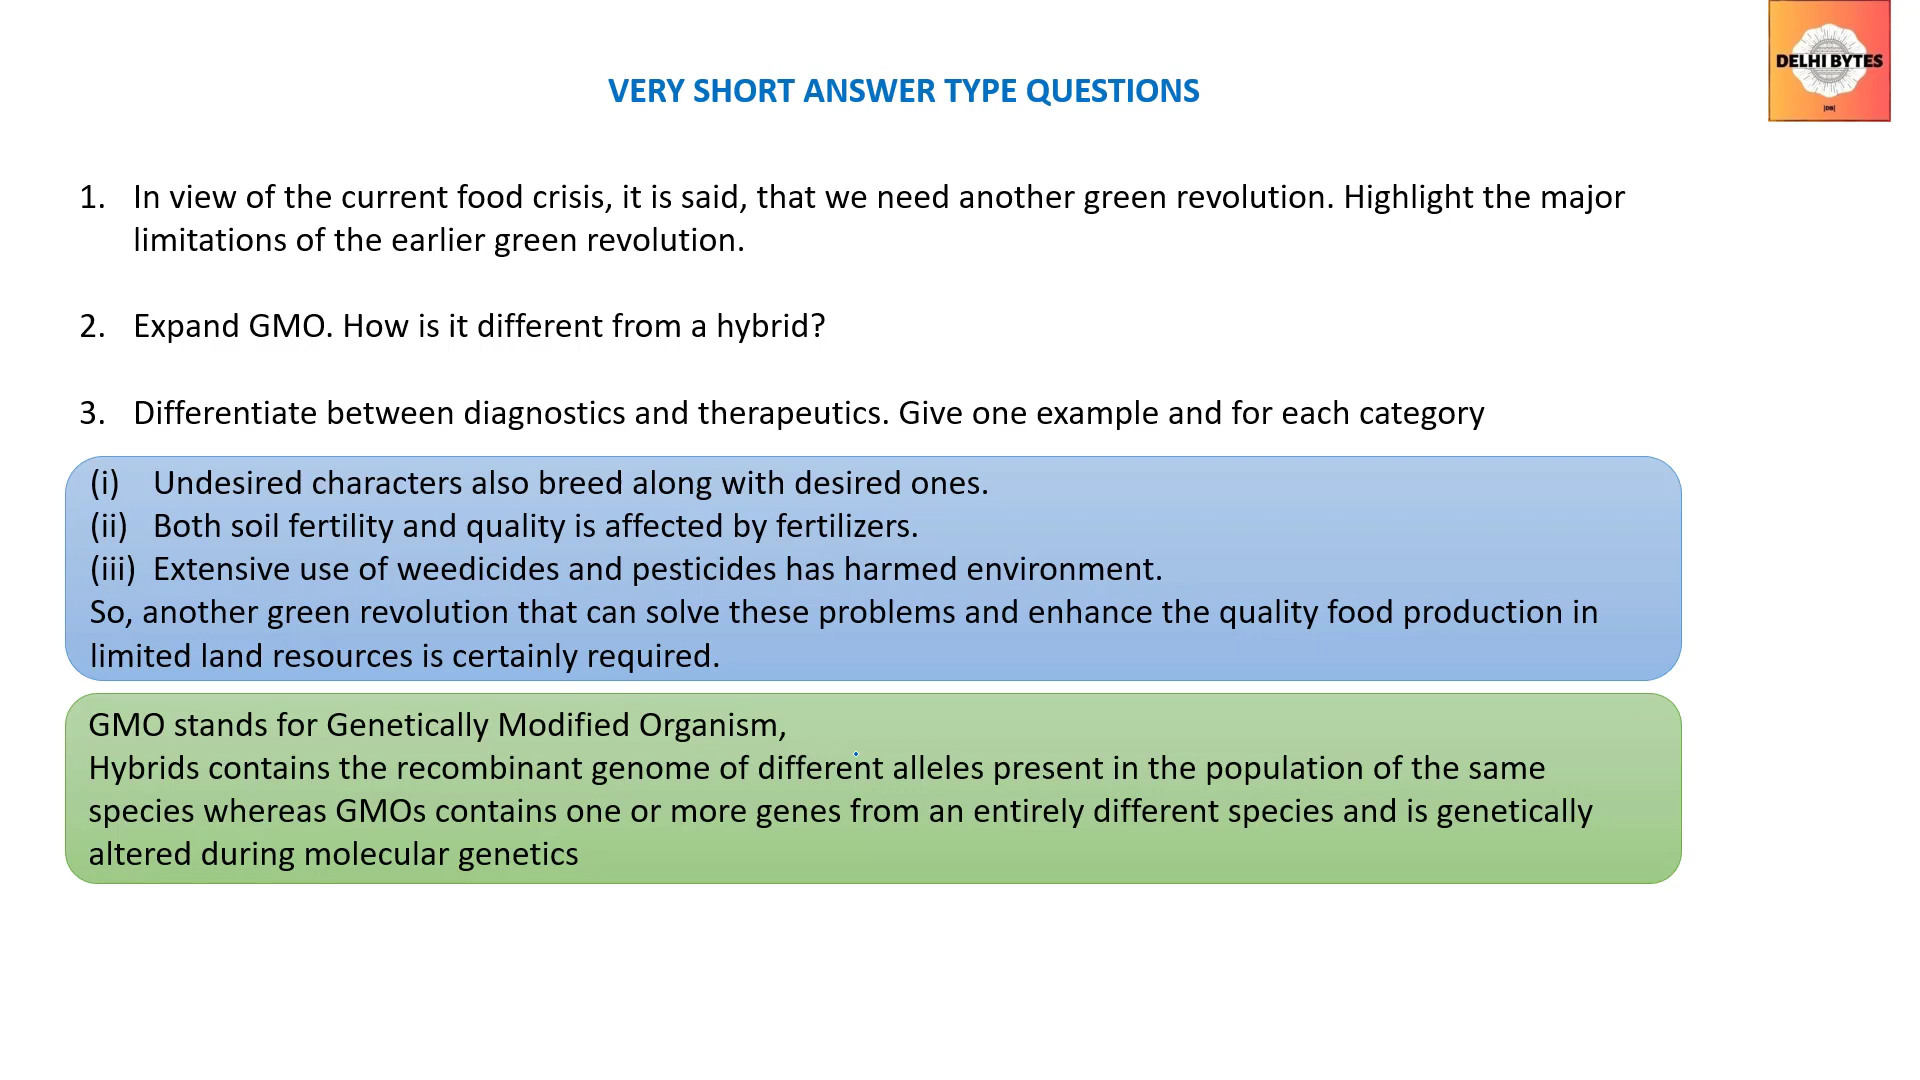 DELHI BYTES
|DB|
VERY SHORT ANSWER TYPE QUESTIONS
1. In view of the current food crisis, it is said, that we need another green revolution. Highlight the major
limitations of the earlier green revolution.
2. Expand GMO. How is it different from a hybrid?
3. Differentiate between diagnostics and therapeutics. Give one example and for each category
(i) Undesired characters also breed along with desired ones.
(ii) Both soil fertility and quality is affected by fertilizers.
(iii) Extensive use of weedicides and pesticides has harmed environment.
So, another green revolution that can solve these problems and enhance the quality food production in
limited land resources is certainly required.
GMO stands for Genetically Modified Organism,
Hybrids contains the recombinant genome of different alleles present in the population of the same
species whereas GMOs contains one or more genes from an entirely different species and is genetically
altered during molecular genetics